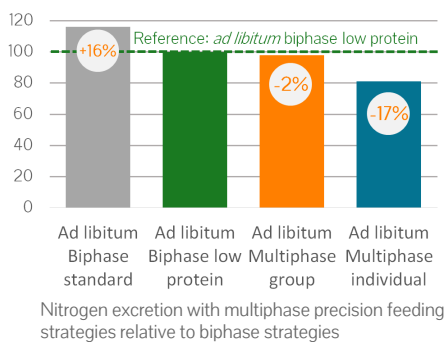 120
Reference: ad libitum biphase low protein
100
+16%
-2%
80
-17%
60
40
20
0
Ad libitum Ad libitum Ad libitum Ad libitum
Biphase Biphase low Multiphase Multiphase
standard protein group individual
Nitrogen excretion with multiphase precision feeding
strategies relative to biphase strategies